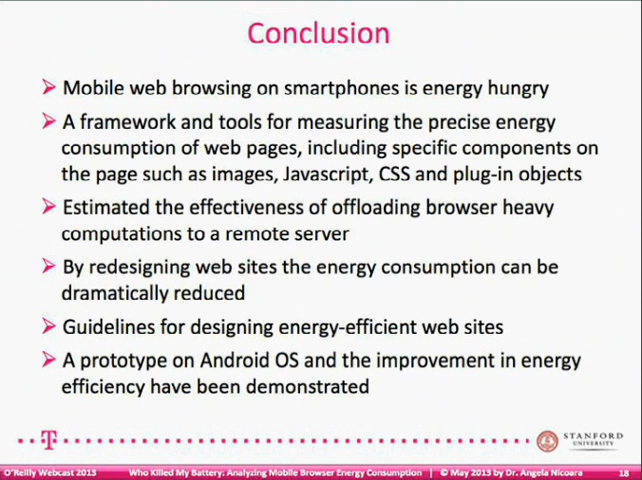 Conclusion
Mobile web browsing on smartphones is energy hungry
A framework and tools for measuring the precise energy
consumption of web pages, including specific components on
the page such as images, Javascript, CSS and plug-in objects
Estimated the effectiveness of offloading browser heavy
computations to a remote server
By redesigning web sites the energy consumption can be
dramatically reduced
Guidelines for designing energy-efficient web sites
A prototype on Android OS and the improvement in energy
efficiency have been demonstrated
T
STANFORD
UNIVERSITY
O'Reilly Webcast 2013 Who Killed My Battery: Analyzing Mobile Browser Energy Consumption | © May 2013 by Dr. Angela Nicoara 18